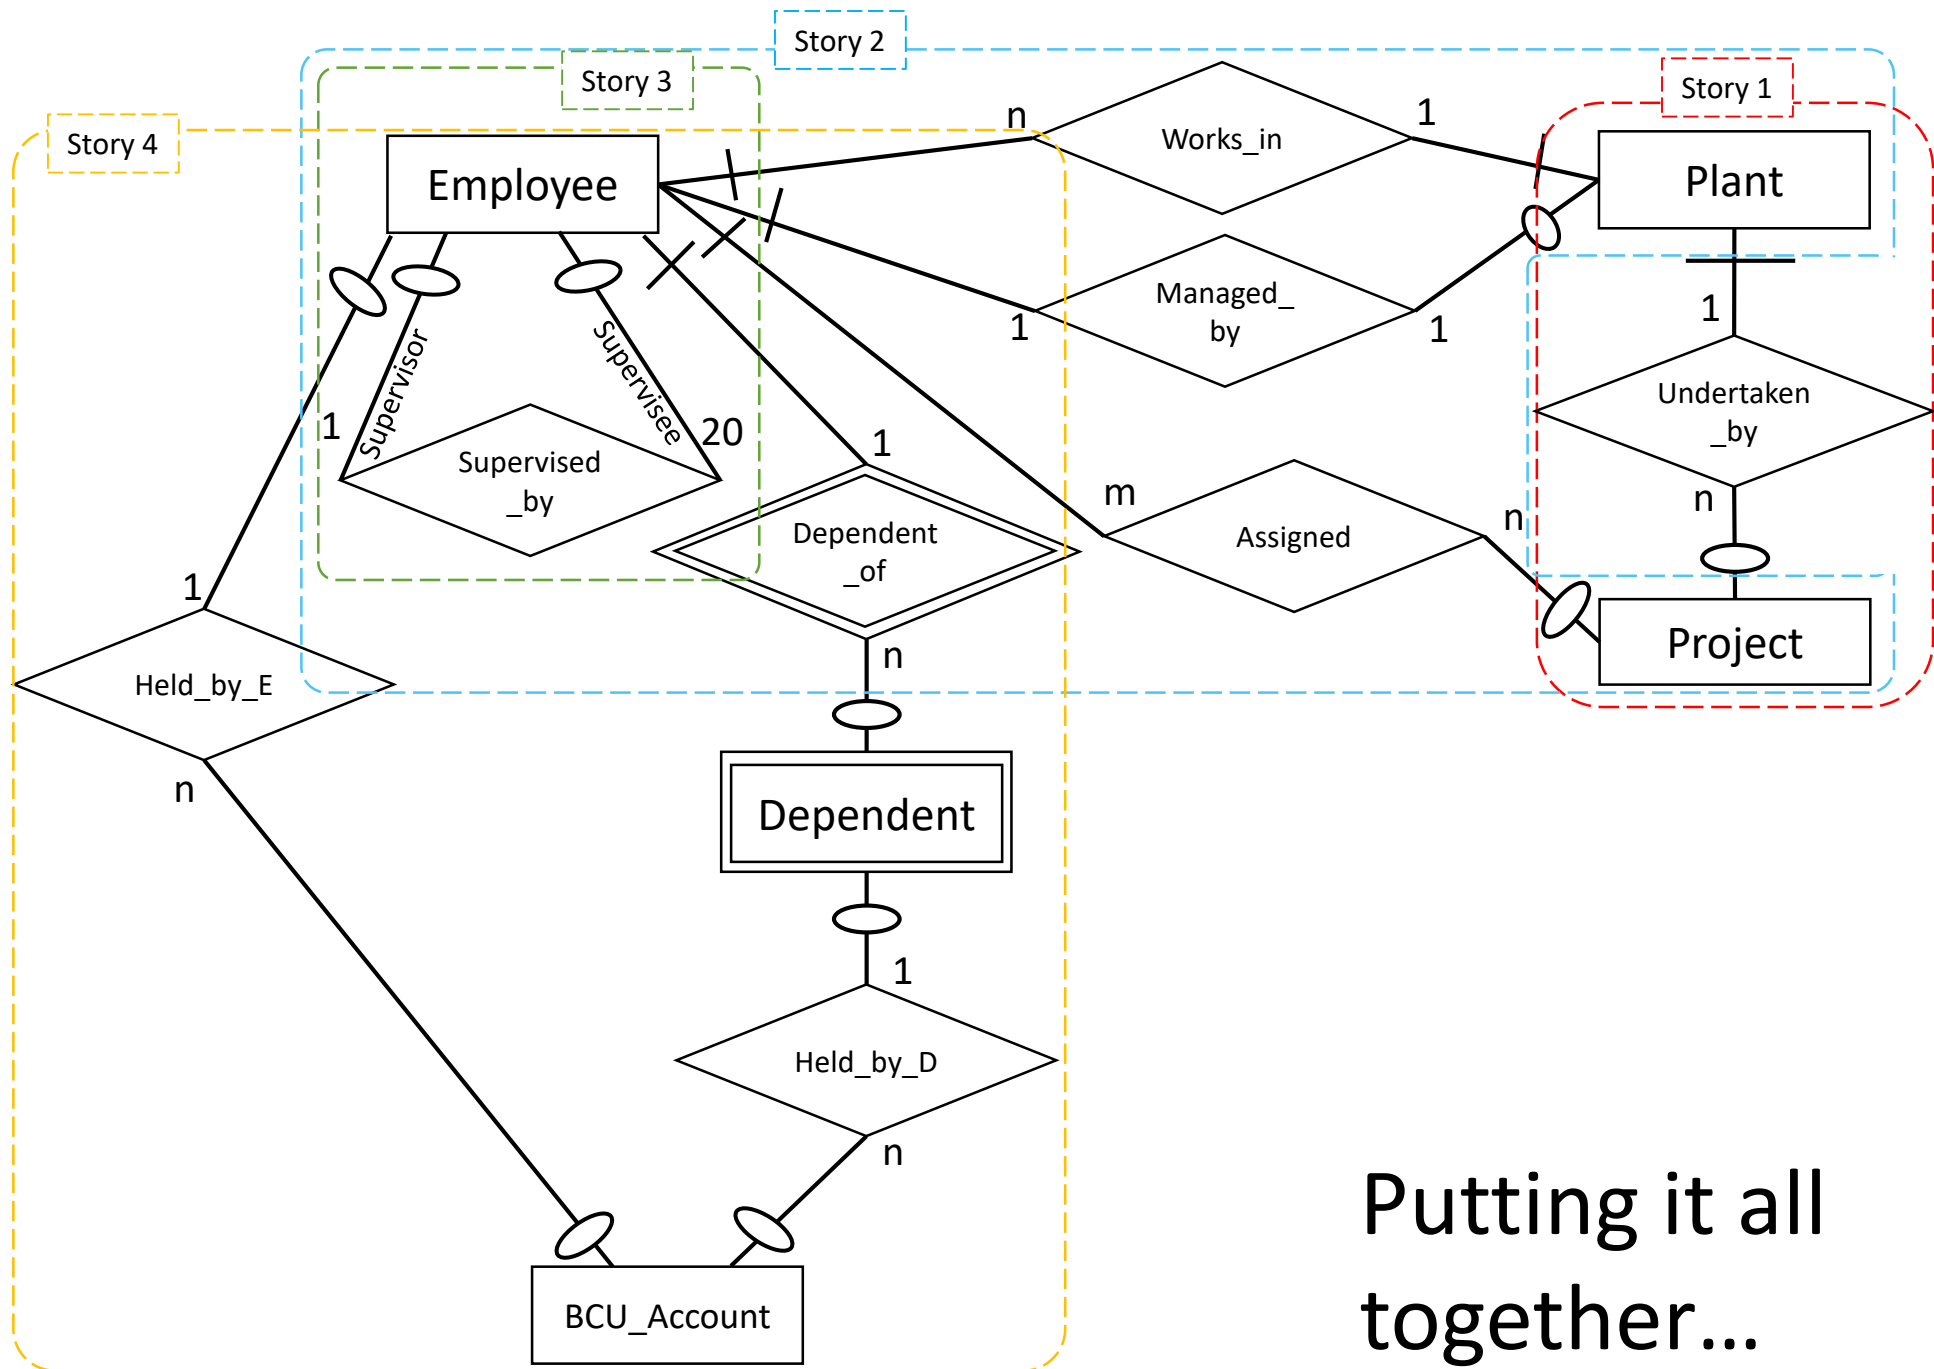 Story 2
Story 3
Story 1
Story 4
n
Works_in
1
Employee
Plant
Managed_
by
1
1
1
Supervisor
Supervisee
1
20
Supervised
_by
1
Undertaken
_by
m
n
n
Assigned
Dependent
_of
1
n
Project
Held_by_E
n
Dependent
1
Held_by_D
n
BCU_Account
Putting it all
together...